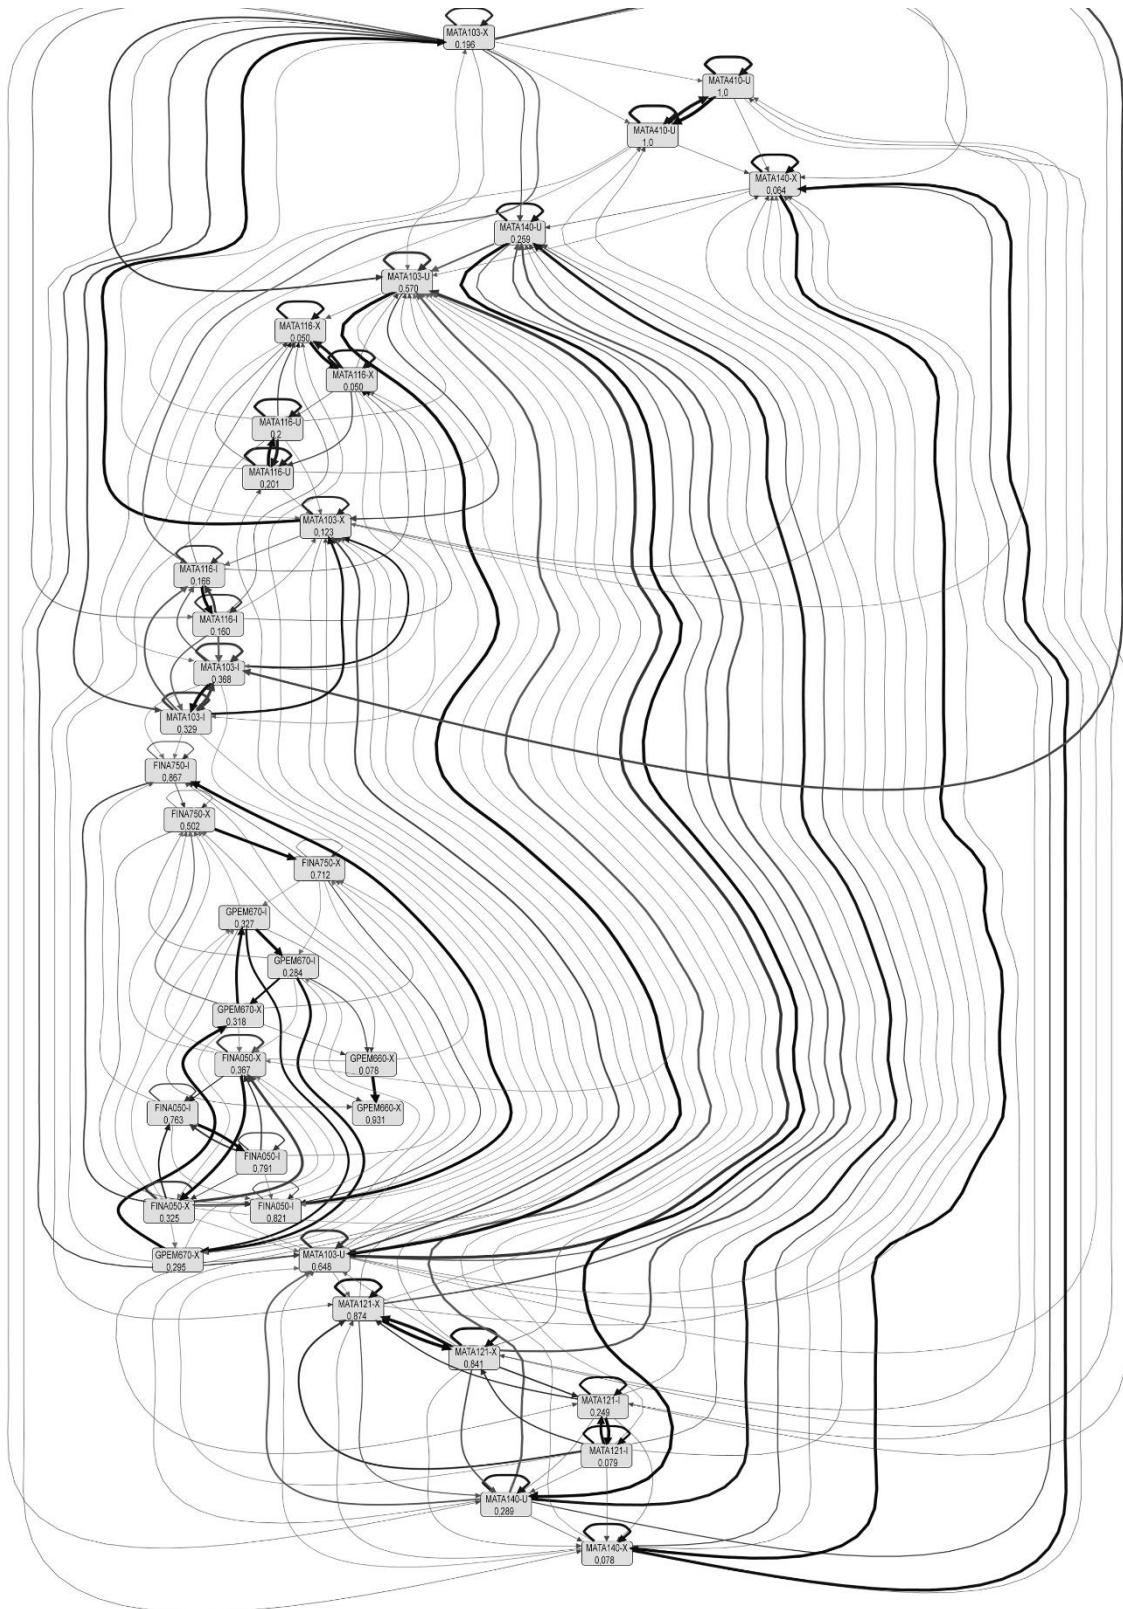 MATA103-X
0,196
MATA410-U
1,0
MATA410-U
1,0
MATA140-X
0,064
MATA140-U
0,259
MATA103-U
0,570
MATA116-X
0,050
MATA116-X
0,050
MATA116-U
0,2
MATA116-U
0,201
MATA103-X
0,123
MATA116-I
0,166
MATA116-I
0,160
MATA103-I
0,368
MATA103-I
0,329
FINA750-I
0,867
FINA750-X
0,502
FINA750-X
0,712
GPEM670-I
0,327
GPEM670-I
0,284
GPEM670-X
0,318
FINA050-X
0,367
GPEM660-X
0,078
FINA050-I
0,763
GPEM660-X
0,931
FINA050-I
0,791
FINA050-X
0,325
FINA050-I
0,821
GPEM670-X
0,295
MATA103-U
0,648
MATA121-X
0,874
MATA121-X
0,841
MATA121-I
0,249
MATA121-I
0,079
MATA140-U
0,289
MATA140-X
0,078